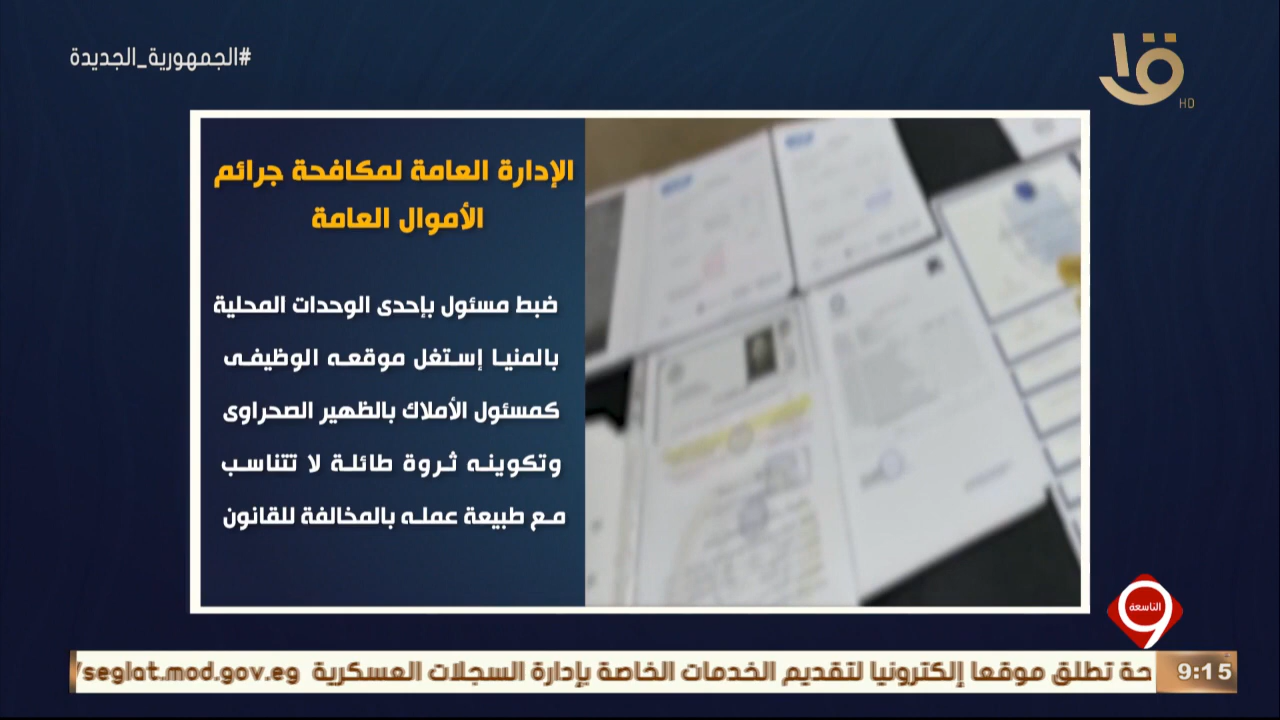 #الجمهورية_الجديدة
HD
الإدارة العامة لمكافحة جرائم
الأموال العامة
ضبط مسئول بإحدى الوحدات المحلية
بالمنيا إستغل موقعه الوظيفى
كمسئول الأملاك بالظهير الصحراوى
وتكوينه ثروة طائلة لا تتناسب
مع طبيعة عمله بالمخالفة للقانون
التاسعة
9
9:15
حة تطلق موقعا إلكترونيا لتقديم الخدمات الخاصة بإدارة السجلات العسكرية seglat.mod.gov.eg/